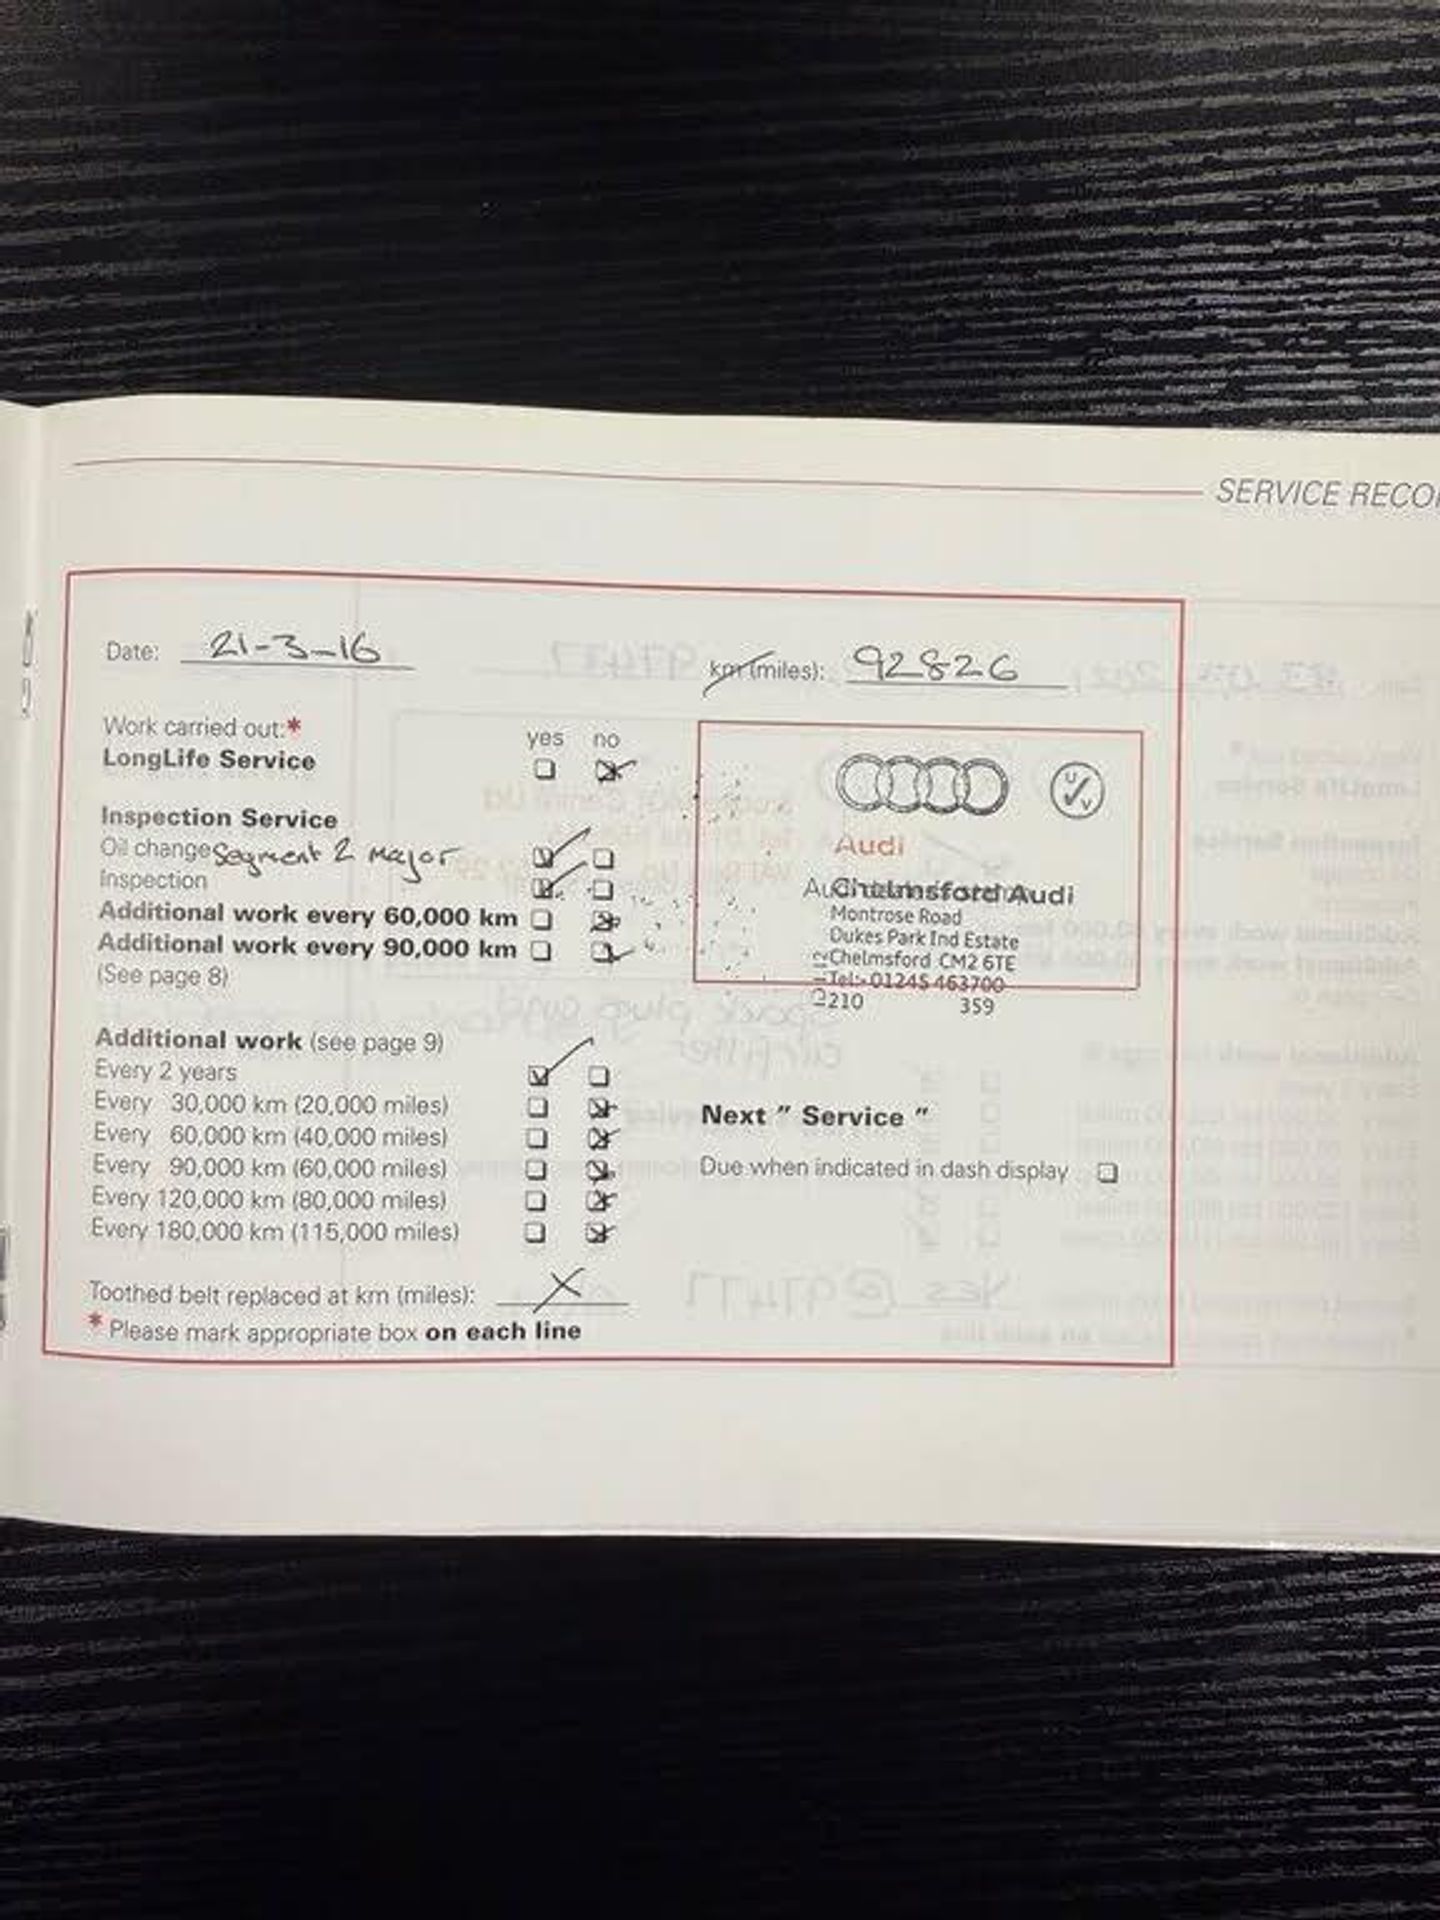 SERVICE RECO
Date: 21-3-16
km (miles): 92826
Work carried out:*
yes no
LongLife Service
Inspection Service
Oil change Segment 2 Major
Inspection
Additional work every 60,000 km
Additional work every 90,000 km
(See page 8)
Additional work (see page 9)
Every 2 years
Every 30,000 km (20,000 miles)
Every 60,000 km (40,000 miles)
Every 90,000 km (60,000 miles)
Every 120,000 km (80,000 miles)
Every 180,000 km (115,000 miles)
Toothed belt replaced at km (miles): X
* Please mark appropriate box on each line
Audi
Chelmsford Audi
Montrose Road
Dukes Park Ind Estate
Chelmsford CM2 6TE
Tel:- 01245 463700
210 359
Next " Service "
Due when indicated in dash display